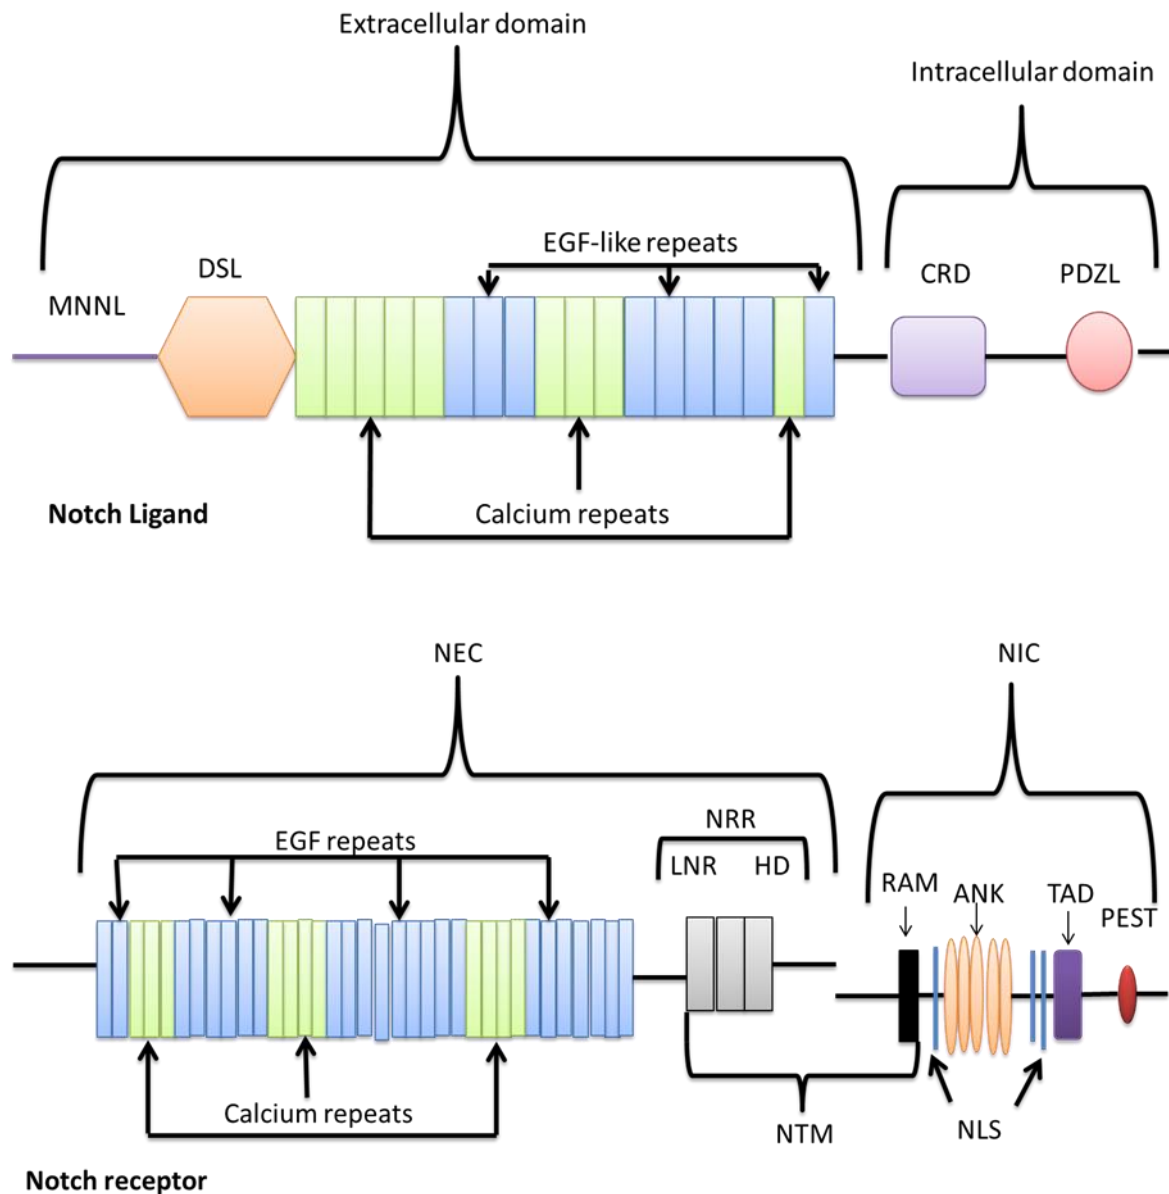 Extracellular domain
Intracellular domain
EGF-like repeats
DSL
CRD
PDZL
MNNL
Notch Ligand
Calcium repeats
NEC
NIC
NRR
EGF repeats
LNR HD
RAM
ANK
TAD
PEST
Calcium repeats
NTM
NLS
Notch receptor